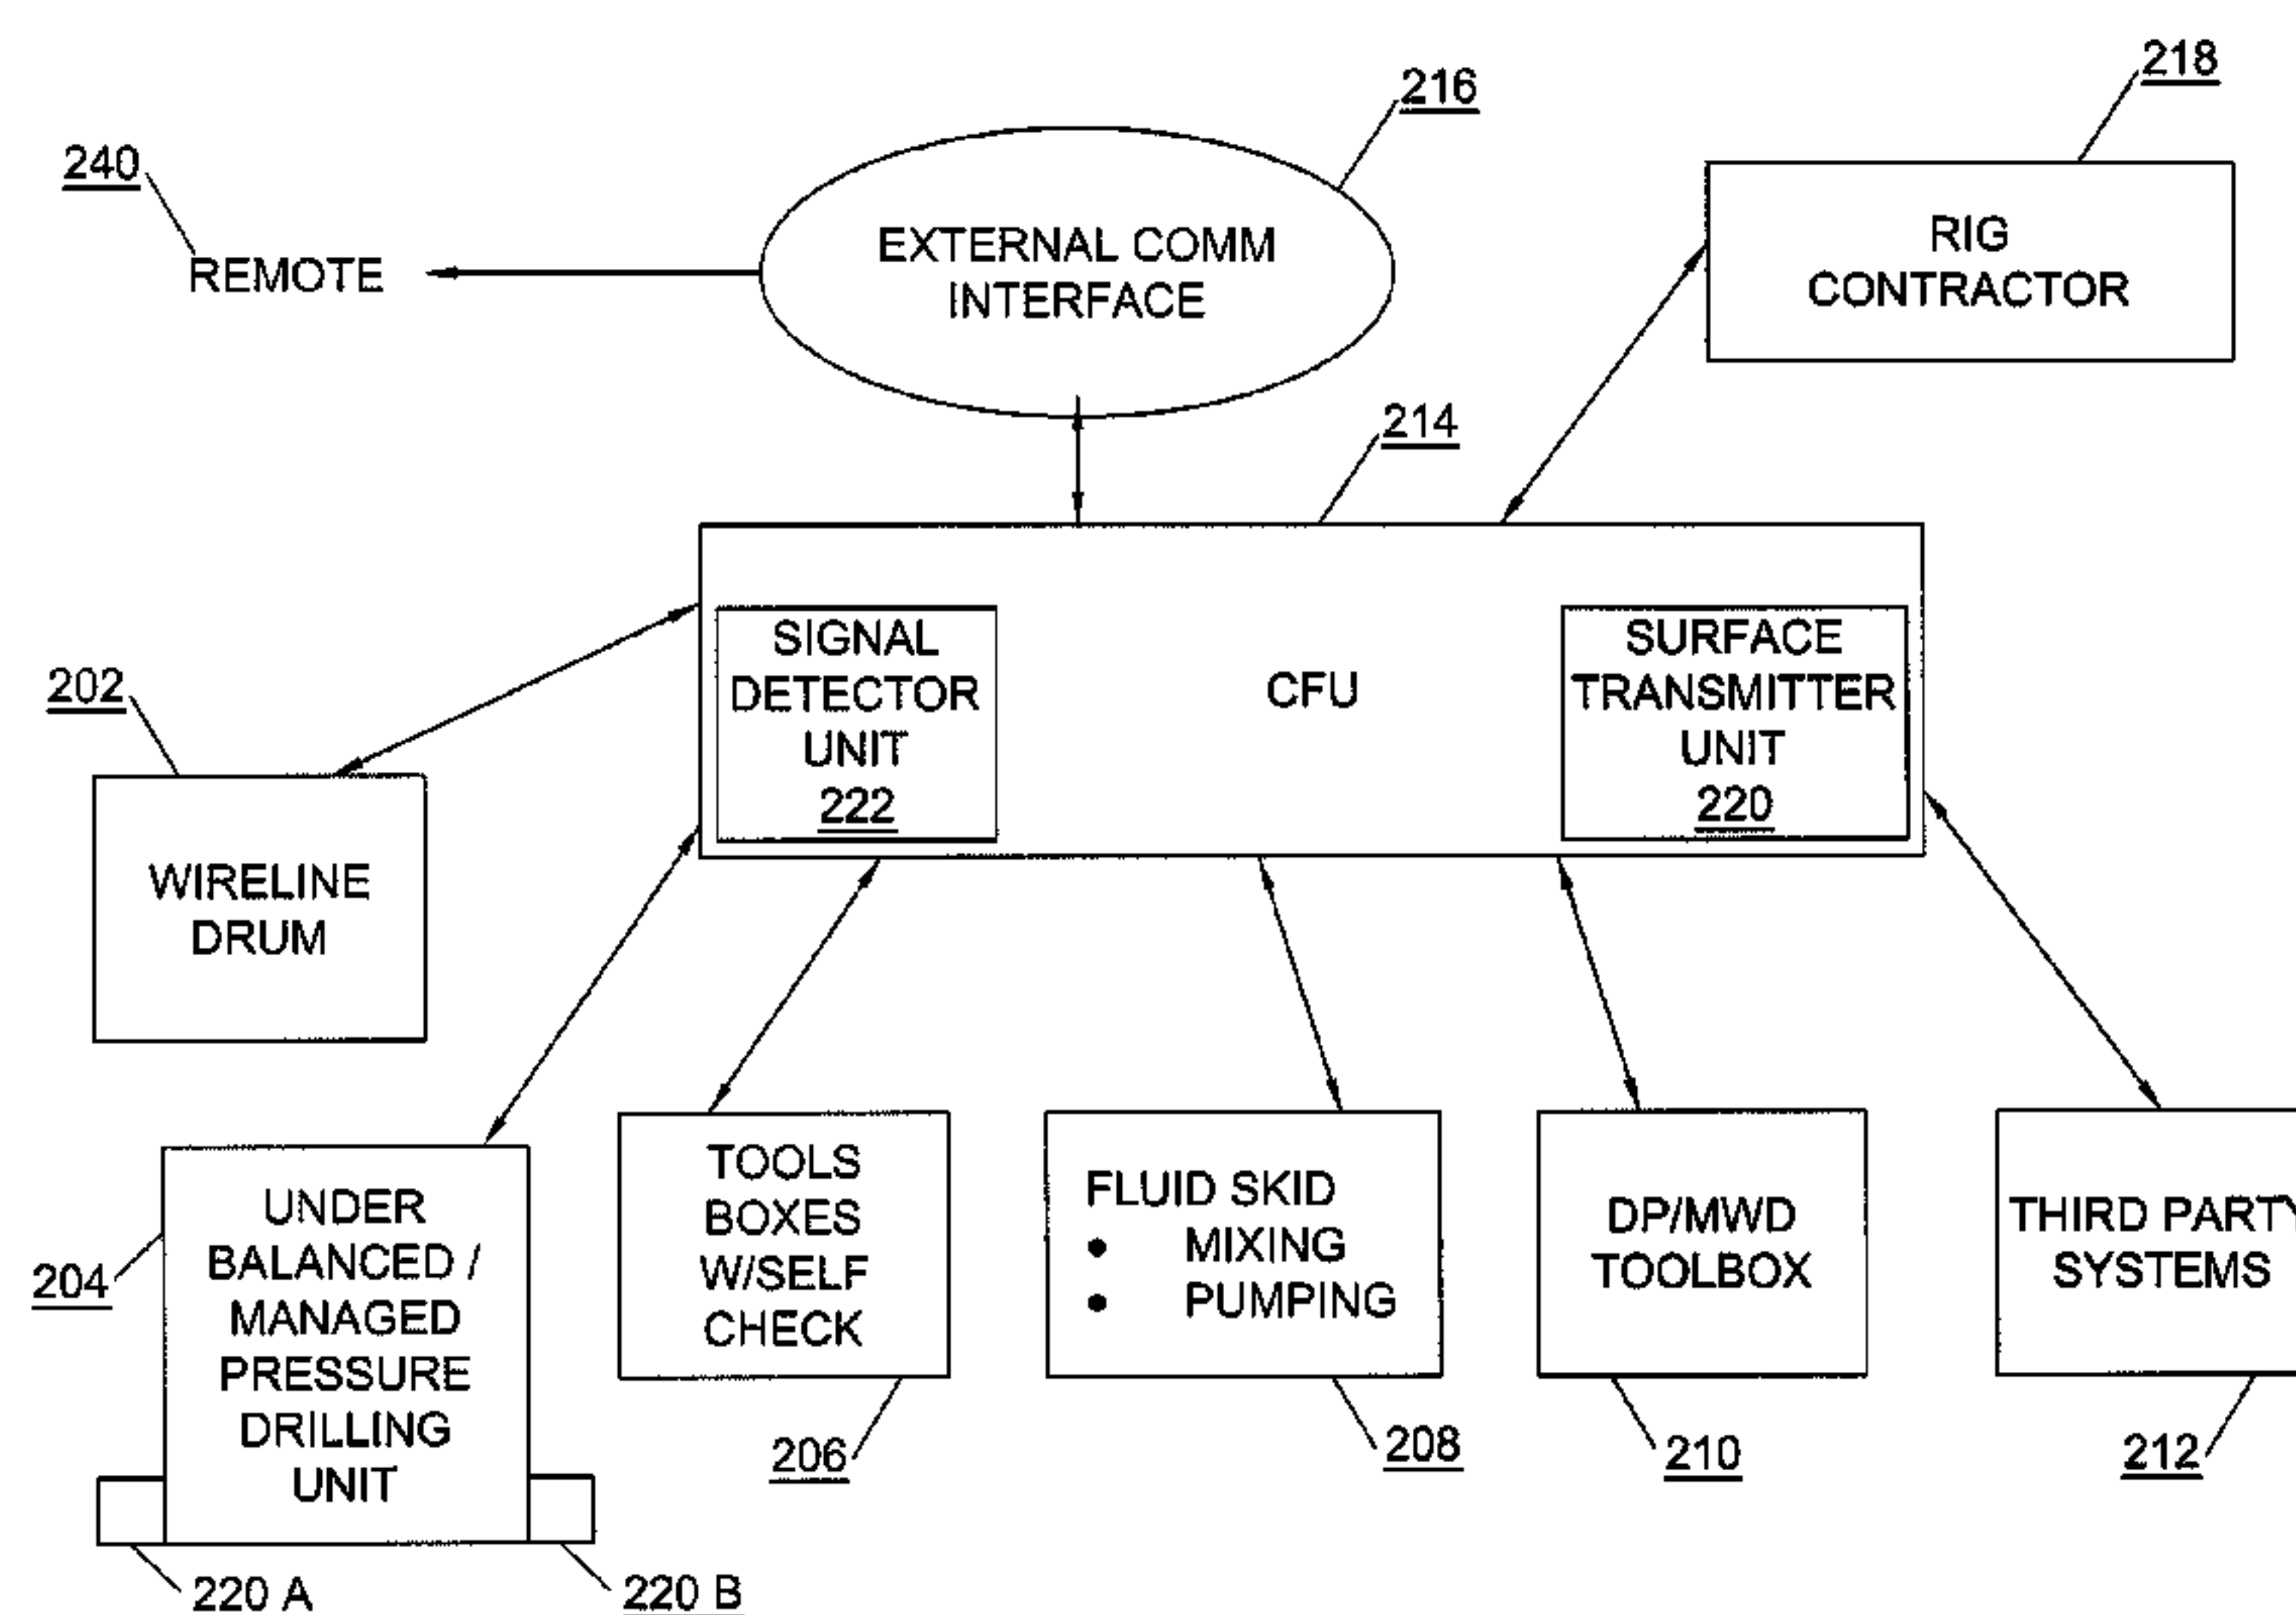 218
216
240
EXTERNAL COMM
INTERFACE
REMOTE
RIG
CONTRACTOR
214
SIGNAL
DETECTOR
UNIT
222
CFU
SURFACE
TRANSMITTER
UNIT
220
202
WIRELINE
DRUM
204
UNDER
BALANCED /
MANAGED
PRESSURE
DRILLING
UNIT
220 A
220 B
TOOLS
BOXES
W/SELF
CHECK
206
FLUID SKID
● MIXING
● PUMPING
208
DP/MWD
TOOLBOX
210
THIRD PARTY
SYSTEMS
212